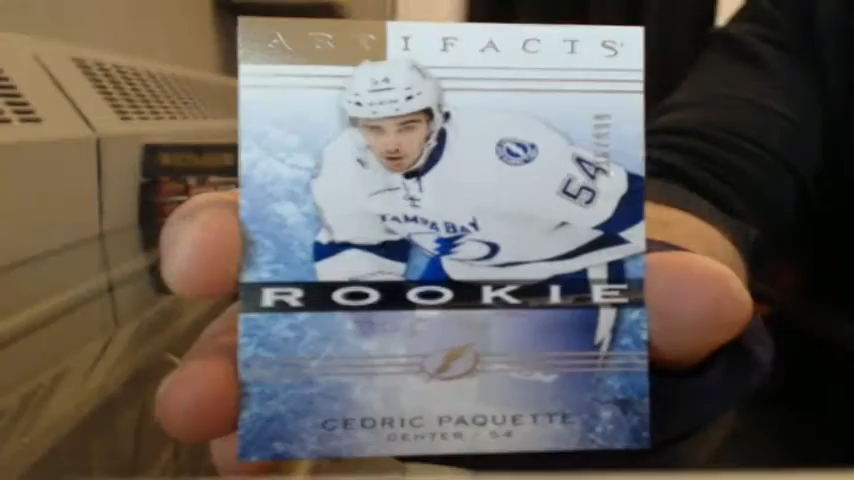 ARTIFACTS
54
54
TAMPA BAY
ROOKIE
CEDRIC PAQUETTE
CENTER / 54